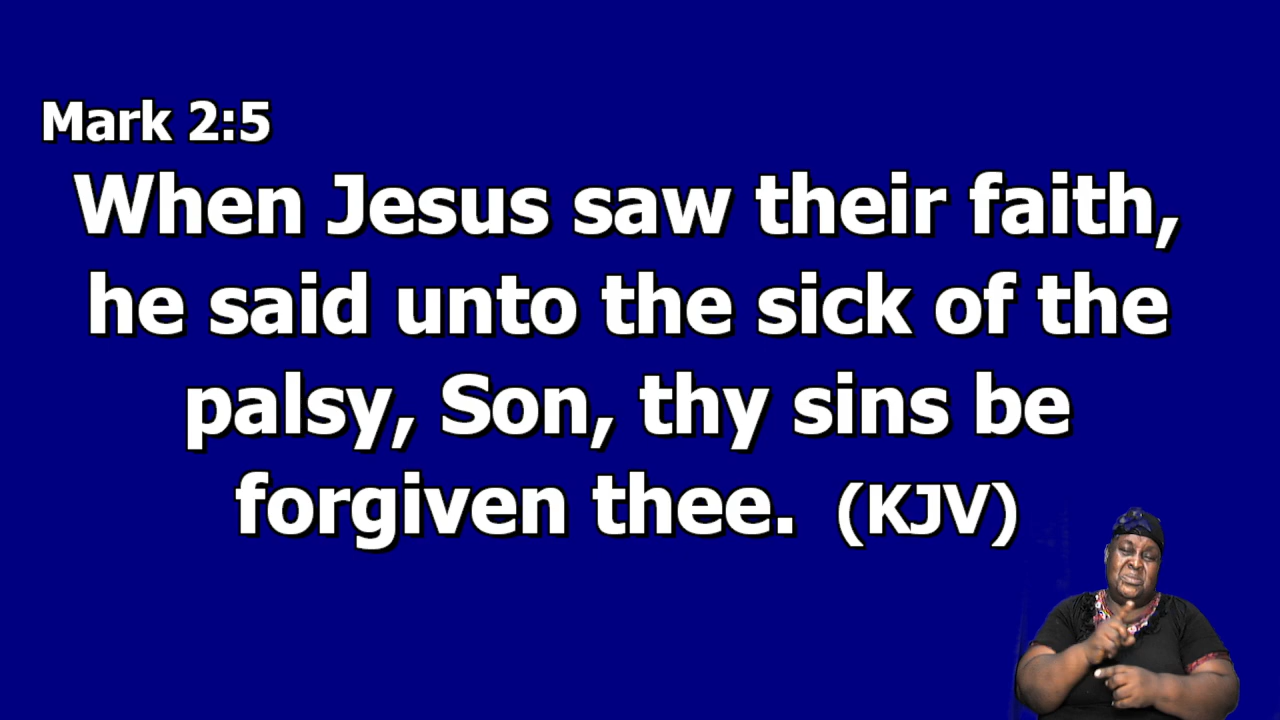 Mark 2:5
When Jesus saw their faith,
he said unto the sick of the
palsy, Son, thy sins be
forgiven thee. (KJV)